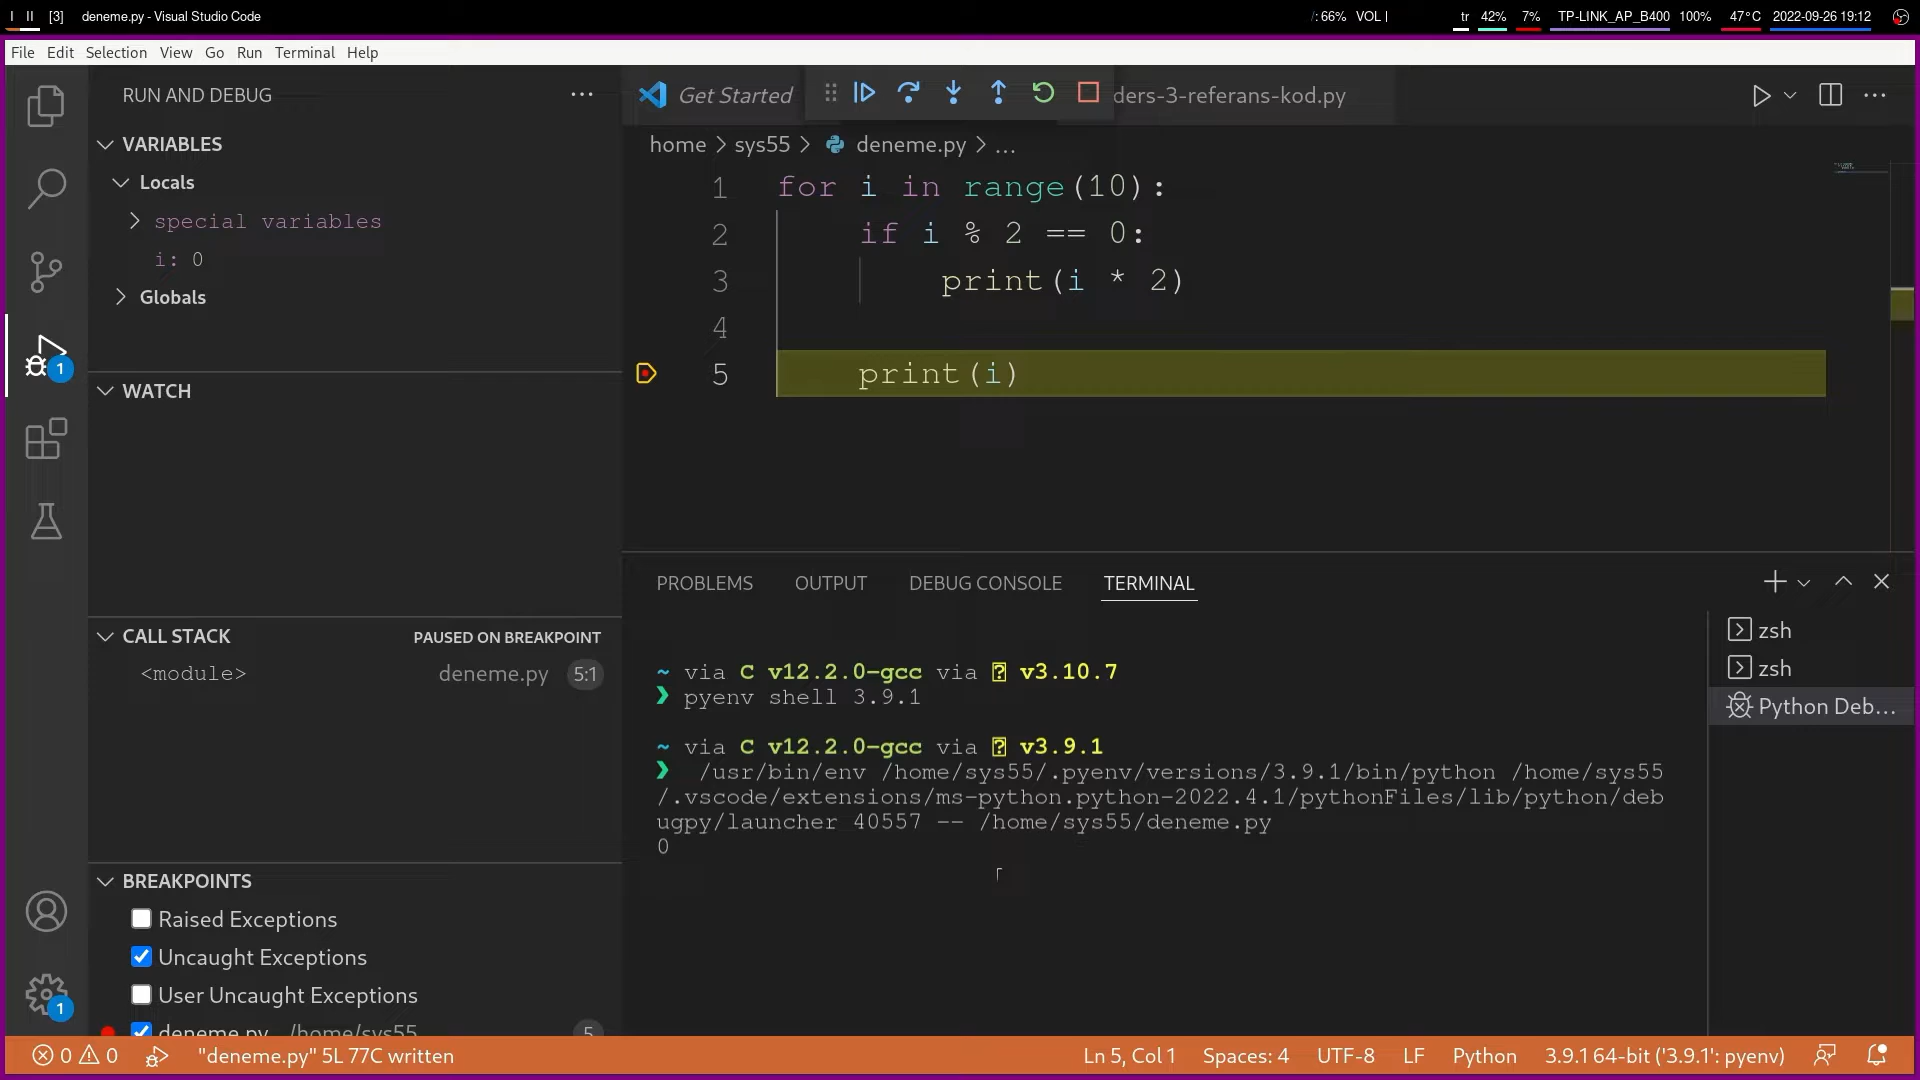 I II [3] deneme.py - Visual Studio Code
/: 66% VOL | tr 42% 7% TP-LINK_AP_B400 100% 47°C 2022-09-26 19:12
File Edit Selection View Go Run Terminal Help
RUN AND DEBUG
VARIABLES
Locals
special variables
i: 0
Globals
WATCH
CALL STACK PAUSED ON BREAKPOINT
<module> deneme.py 5:1
BREAKPOINTS
Raised Exceptions
Uncaught Exceptions
User Uncaught Exceptions
deneme.py /home/sys55 5
1
1
Get Started ders-3-referans-kod.py
home > sys55 > deneme.py > ...
1 for i in range(10):
2 if i % 2 == 0:
3 print(i * 2)
4
5 print(i)
PROBLEMS OUTPUT DEBUG CONSOLE TERMINAL
~ via C v12.2.0-gcc via v3.10.7
❯ pyenv shell 3.9.1
~ via C v12.2.0-gcc via v3.9.1
❯ /usr/bin/env /home/sys55/.pyenv/versions/3.9.1/bin/python /home/sys55
/.vscode/extensions/ms-python.python-2022.4.1/pythonFiles/lib/python/deb
ugpy/launcher 40557 -- /home/sys55/deneme.py
0
zsh
zsh
Python Deb...
0 0 "deneme.py" 5L 77C written Ln 5, Col 1 Spaces: 4 UTF-8 LF Python 3.9.1 64-bit ('3.9.1': pyenv)